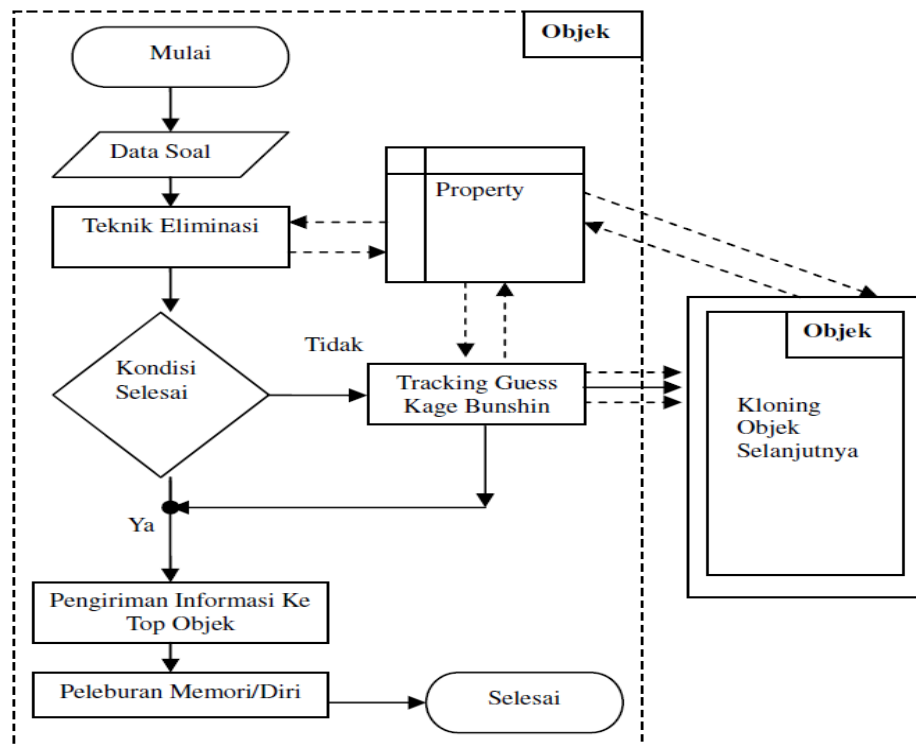 Objek
Mulai
Data Soal
Property
Teknik Eliminasi
Objek
Tidak
Kondisi
Selesai
Tracking Guess
Kage Bunshin
Kloning
Objek
Selanjutnya
Ya
Pengiriman Informasi Ke
Top Objek
Peleburan Memori/Diri
Selesai